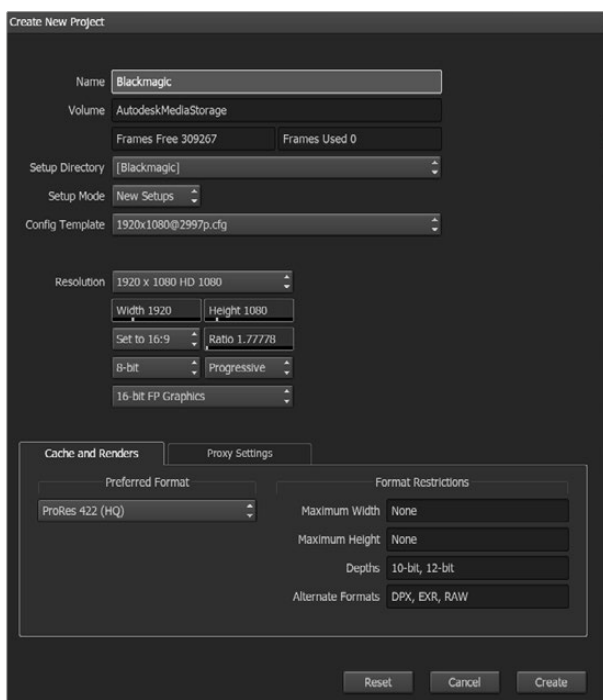 Create New Project
Name Blackmagic
Volume AutodeskMediaStorage
Frames Free 309267 Frames Used 0
Setup Directory [Blackmagic]
Setup Mode New Setups
Config Template 1920x1080@2997p.cfg
Resolution 1920 x 1080 HD 1080
Width 1920 Height 1080
Set to 16:9 Ratio 1.77778
8-bit Progressive
16-bit FP Graphics
Cache and Renders Proxy Settings
Preferred Format Format Restrictions
ProRes 422 (HQ) Maximum Width None
Maximum Height None
Depths 10-bit, 12-bit
Alternate Formats DPX, EXR, RAW
Reset Cancel Create